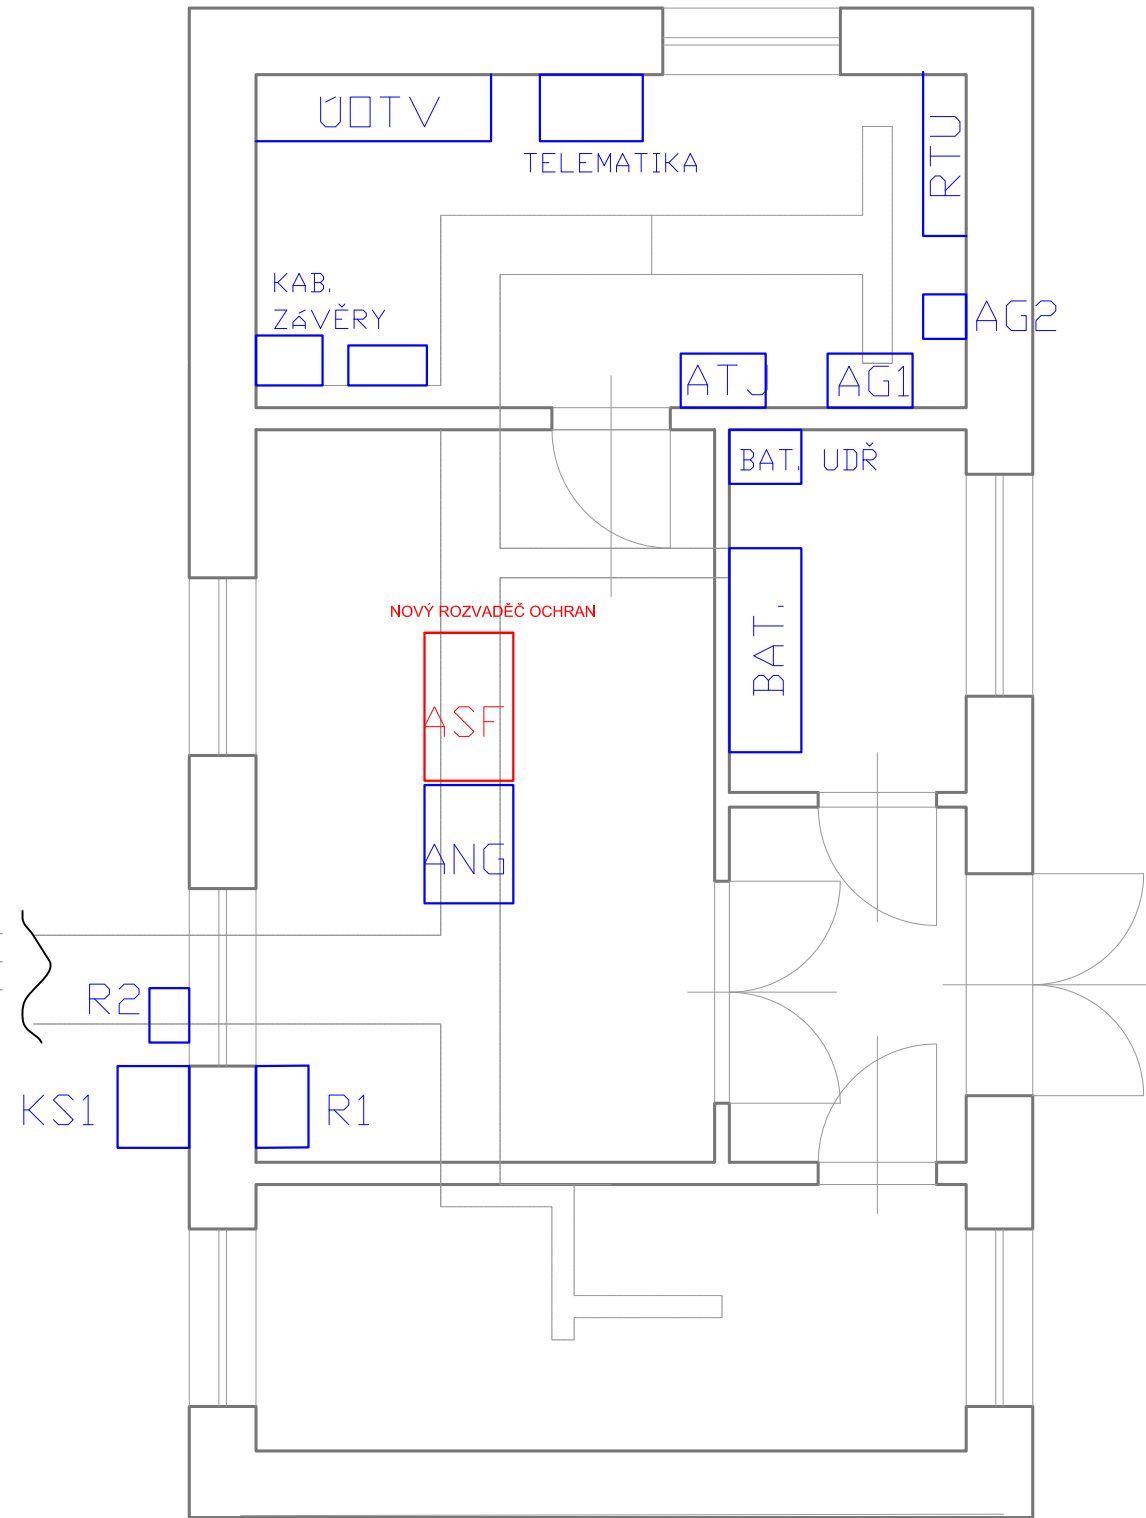 ÚOTV
TELEMATIKA
RTU
KAB.
ZáVĚRY
AG2
ATJ
AG1
BAT. UDŘ
BAT.
NOVÝ ROZVADĚČ OCHRAN
ASF
ANG
R2
KS1
R1